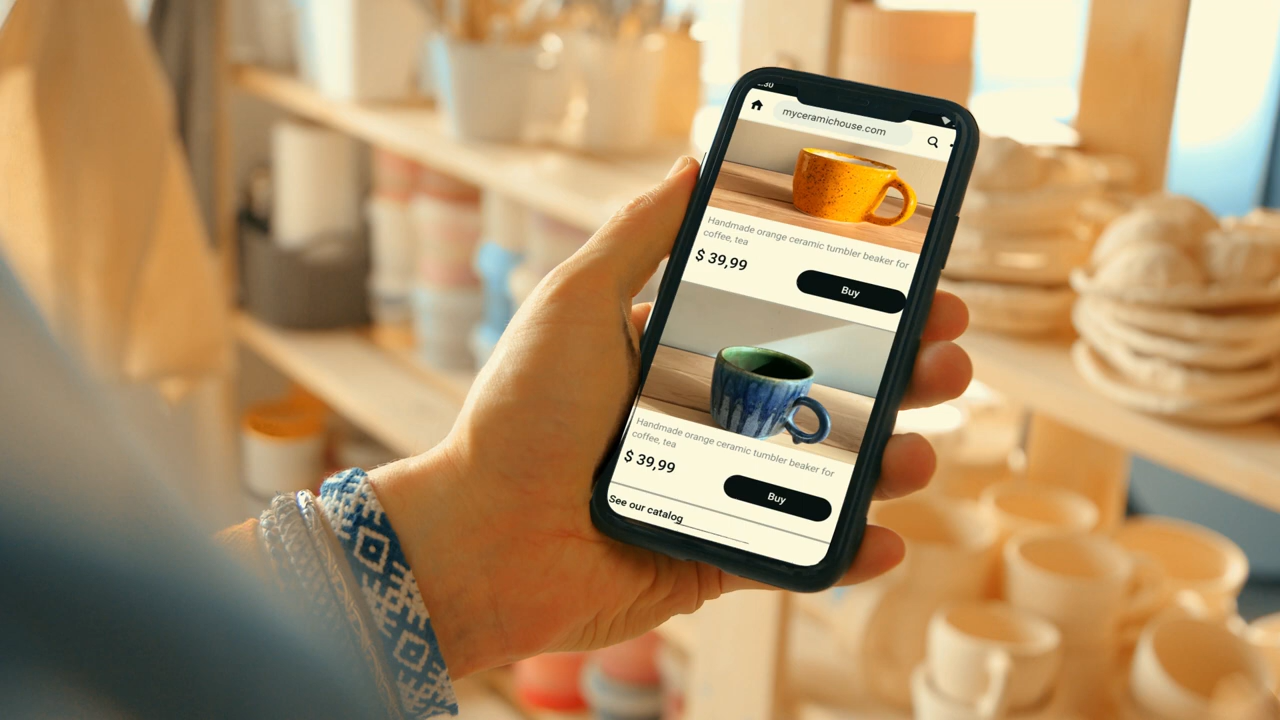 myceramichouse.com
Handmade orange ceramic tumbler beaker for
coffee, tea
$ 39,99
Buy
Handmade orange ceramic tumbler beaker for
coffee, tea
$ 39,99
Buy
See our catalog